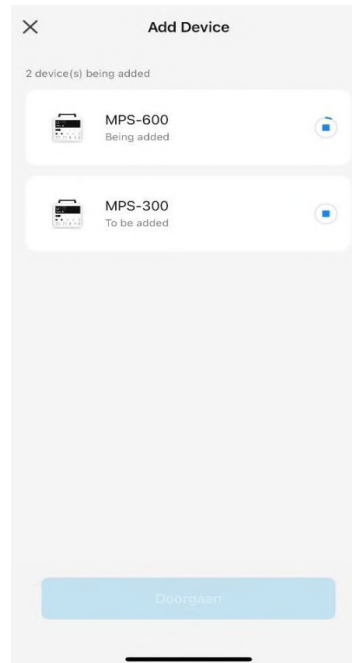 Add Device
2 device(s) being added
MPS-600
Being added
MPS-300
To be added
Doorgaan